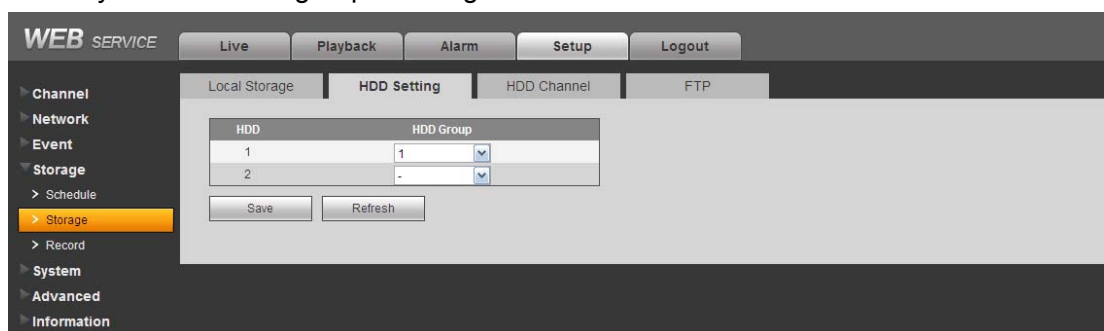 WEB SERVICE
Live Playback Alarm Setup Logout
Local Storage HDD Setting HDD Channel FTP
Channel
Network
Event
Storage
> Schedule
> Storage
> Record
System
Advanced
Information
HDD HDD Group
1 1
2 -
Save Refresh